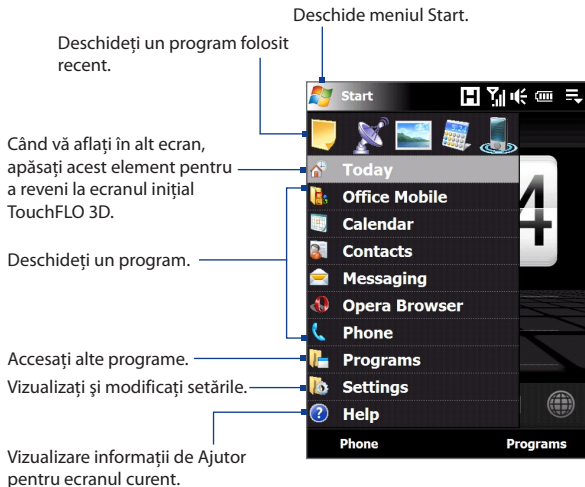 Deschide meniul Start.
Deschideți un program folosit
recent.
Când vă aflați în alt ecran,
apăsați acest element pentru
a reveni la ecranul inițial
TouchFLO 3D.
Deschideți un program.
Accesați alte programe.
Vizualizați și modificați setările.
Vizualizare informații de Ajutor
pentru ecranul curent.
Start
H
Today
Office Mobile
Calendar
Contacts
Messaging
Opera Browser
Phone
Programs
Settings
Help
4
Phone
Programs